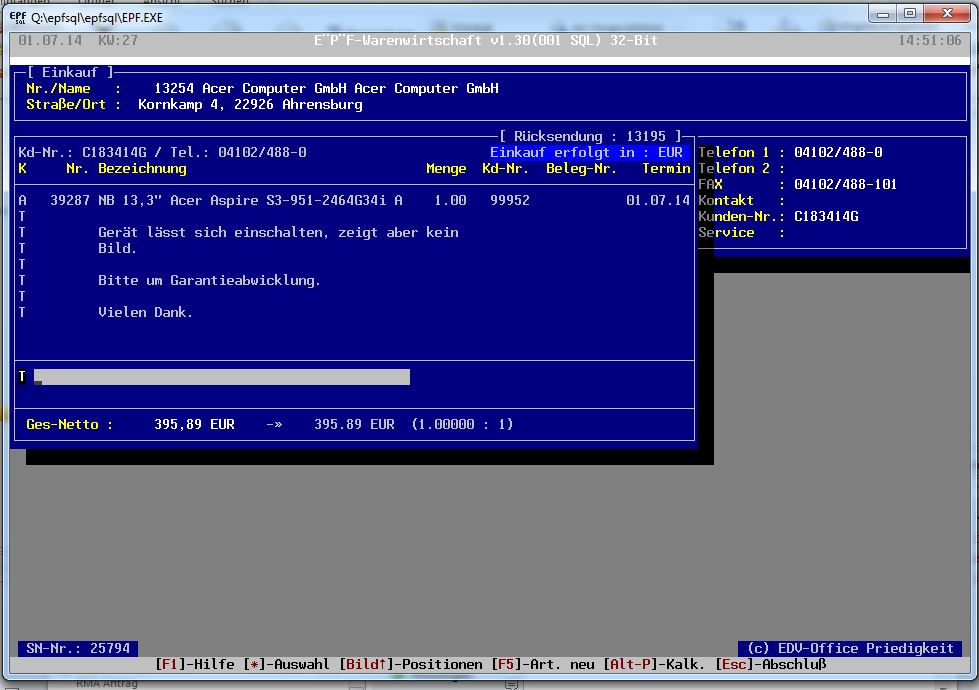 EPF SQL Q:\epfsql\epfsql\EPF.EXE
01.07.14 KW:27 E¨P¨F-Warenwirtschaft v1.30(001 SQL) 32-Bit 14:51:06
[ Einkauf ]
Nr./Name : 13254 Acer Computer GmbH Acer Computer GmbH
Straße/Ort : Kornkamp 4, 22926 Ahrensburg
[ Rücksendung : 13195 ]
Kd-Nr.: C183414G / Tel.: 04102/488-0 Einkauf erfolgt in : EUR
K Nr. Bezeichnung Menge Kd-Nr. Beleg-Nr. Termin
A 39287 NB 13,3" Acer Aspire S3-951-2464G34i A 1.00 99952 01.07.14
T
T Gerät lässt sich einschalten, zeigt aber kein
T Bild.
T
T Bitte um Garantieabwicklung.
T
T Vielen Dank.
T
Ges-Netto : 395,89 EUR -» 395.89 EUR (1.00000 : 1)
Telefon 1 : 04102/488-0
Telefon 2 :
FAX : 04102/488-101
Kontakt :
Kunden-Nr.: C183414G
Service :
SN-Nr.: 25794 (c) EDV-Office Priedigkeit
[F1]-Hilfe [*]-Auswahl [Bild↑]-Positionen [F5]-Art. neu [Alt-P]-Kalk. [Esc]-Abschluß
RMA Antrag